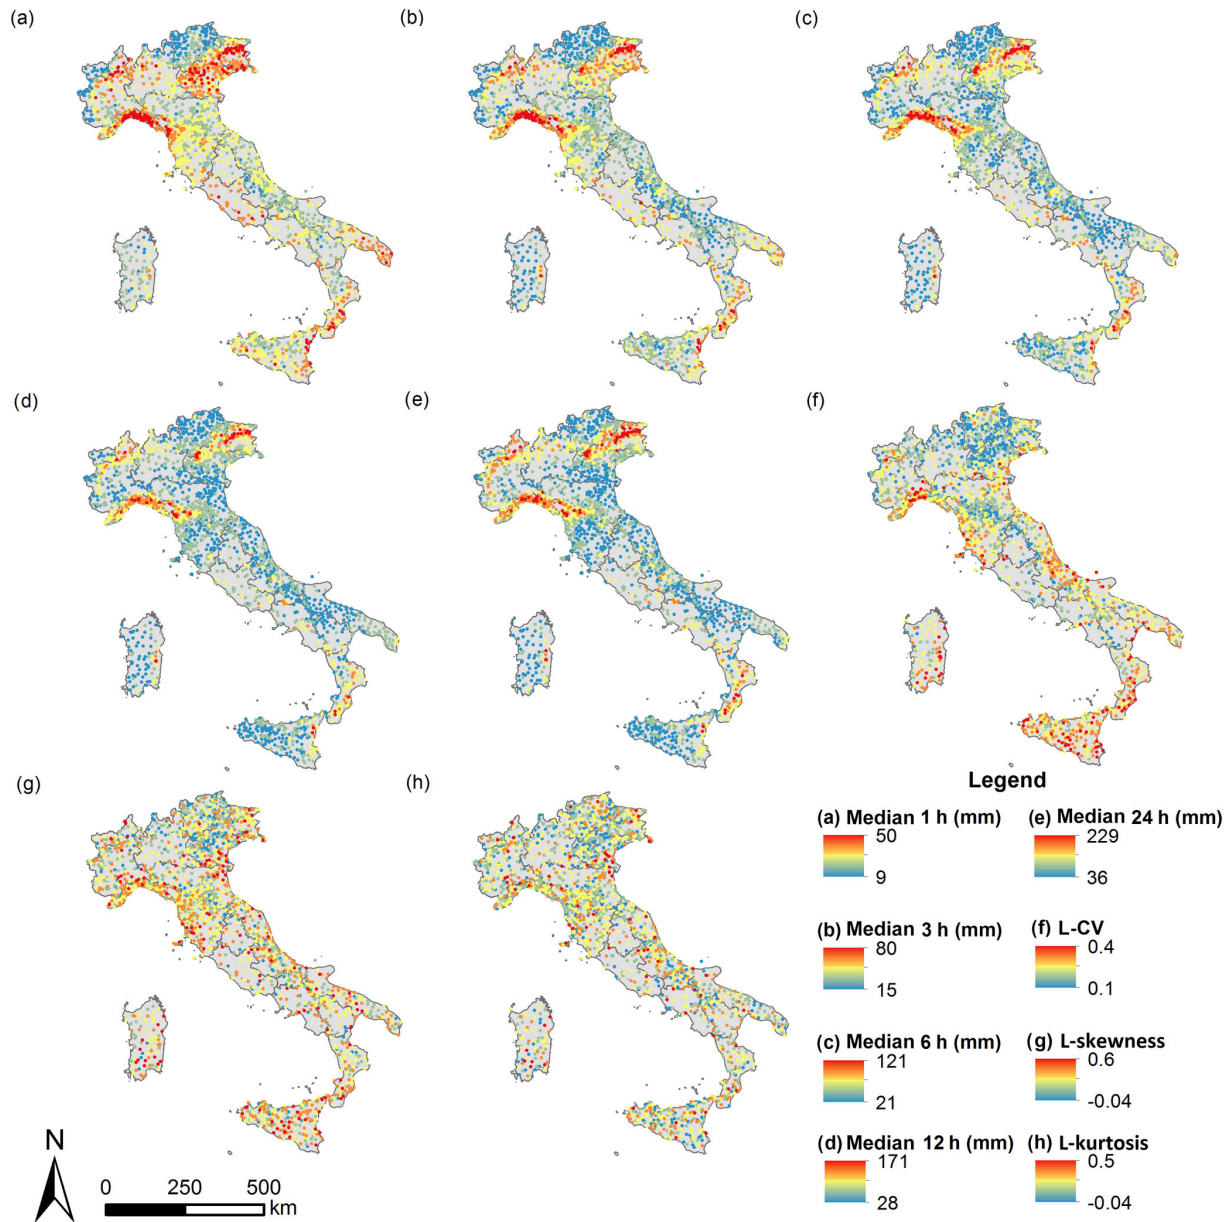 (a)
(b)
(c)
(d)
(e)
(f)
(g)
(h)
Legend
(a) Median 1 h (mm)
50
9
(e) Median 24 h (mm)
229
36
(b) Median 3 h (mm)
80
15
(f) L-CV
0.4
0.1
(c) Median 6 h (mm)
121
21
(g) L-skewness
0.6
-0.04
(d) Median 12 h (mm)
171
28
(h) L-kurtosis
0.5
-0.04
N
0 250 500
km